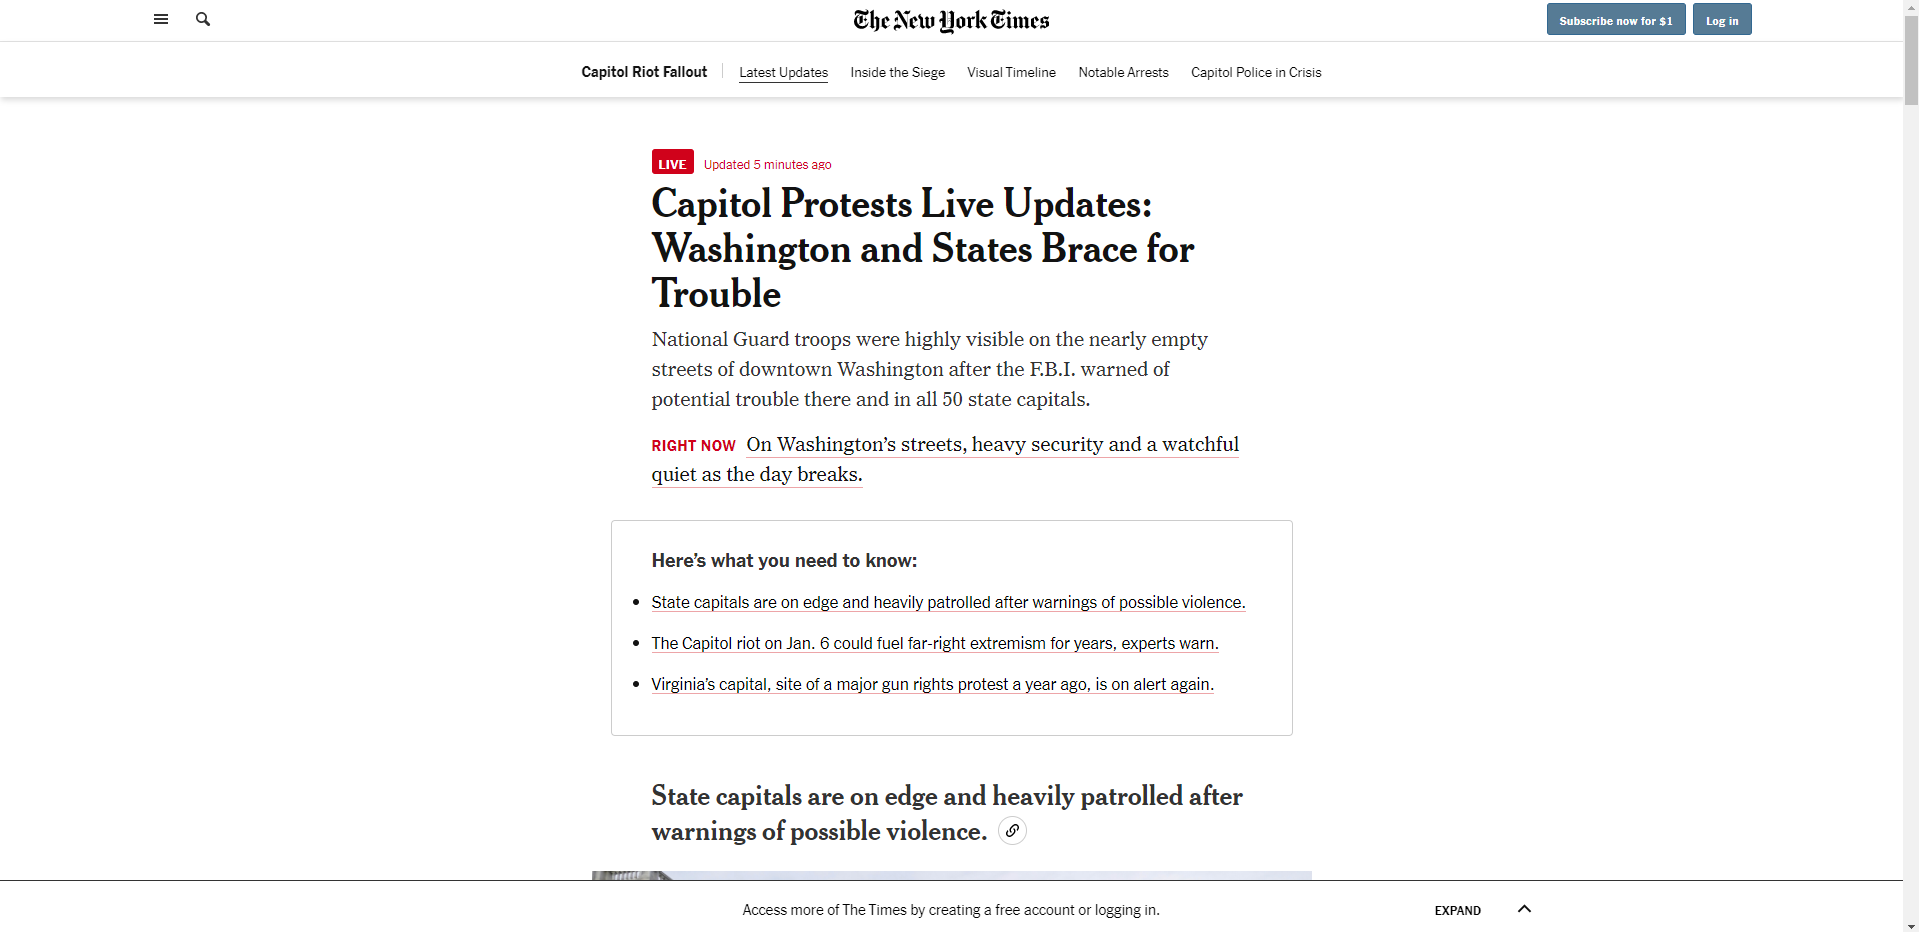 The New York Times
Subscribe now for $1
Log in
Capitol Riot Fallout
Latest Updates
Inside the Siege
Visual Timeline
Notable Arrests
Capitol Police in Crisis
LIVE
Updated 5 minutes ago
Capitol Protests Live Updates:
Washington and States Brace for
Trouble
National Guard troops were highly visible on the nearly empty
streets of downtown Washington after the F.B.I. warned of
potential trouble there and in all 50 state capitals.
RIGHT NOW On Washington’s streets, heavy security and a watchful
quiet as the day breaks.
Here’s what you need to know:
State capitals are on edge and heavily patrolled after warnings of possible violence.
The Capitol riot on Jan. 6 could fuel far-right extremism for years, experts warn.
Virginia’s capital, site of a major gun rights protest a year ago, is on alert again.
State capitals are on edge and heavily patrolled after
warnings of possible violence.
Access more of The Times by creating a free account or logging in.
EXPAND